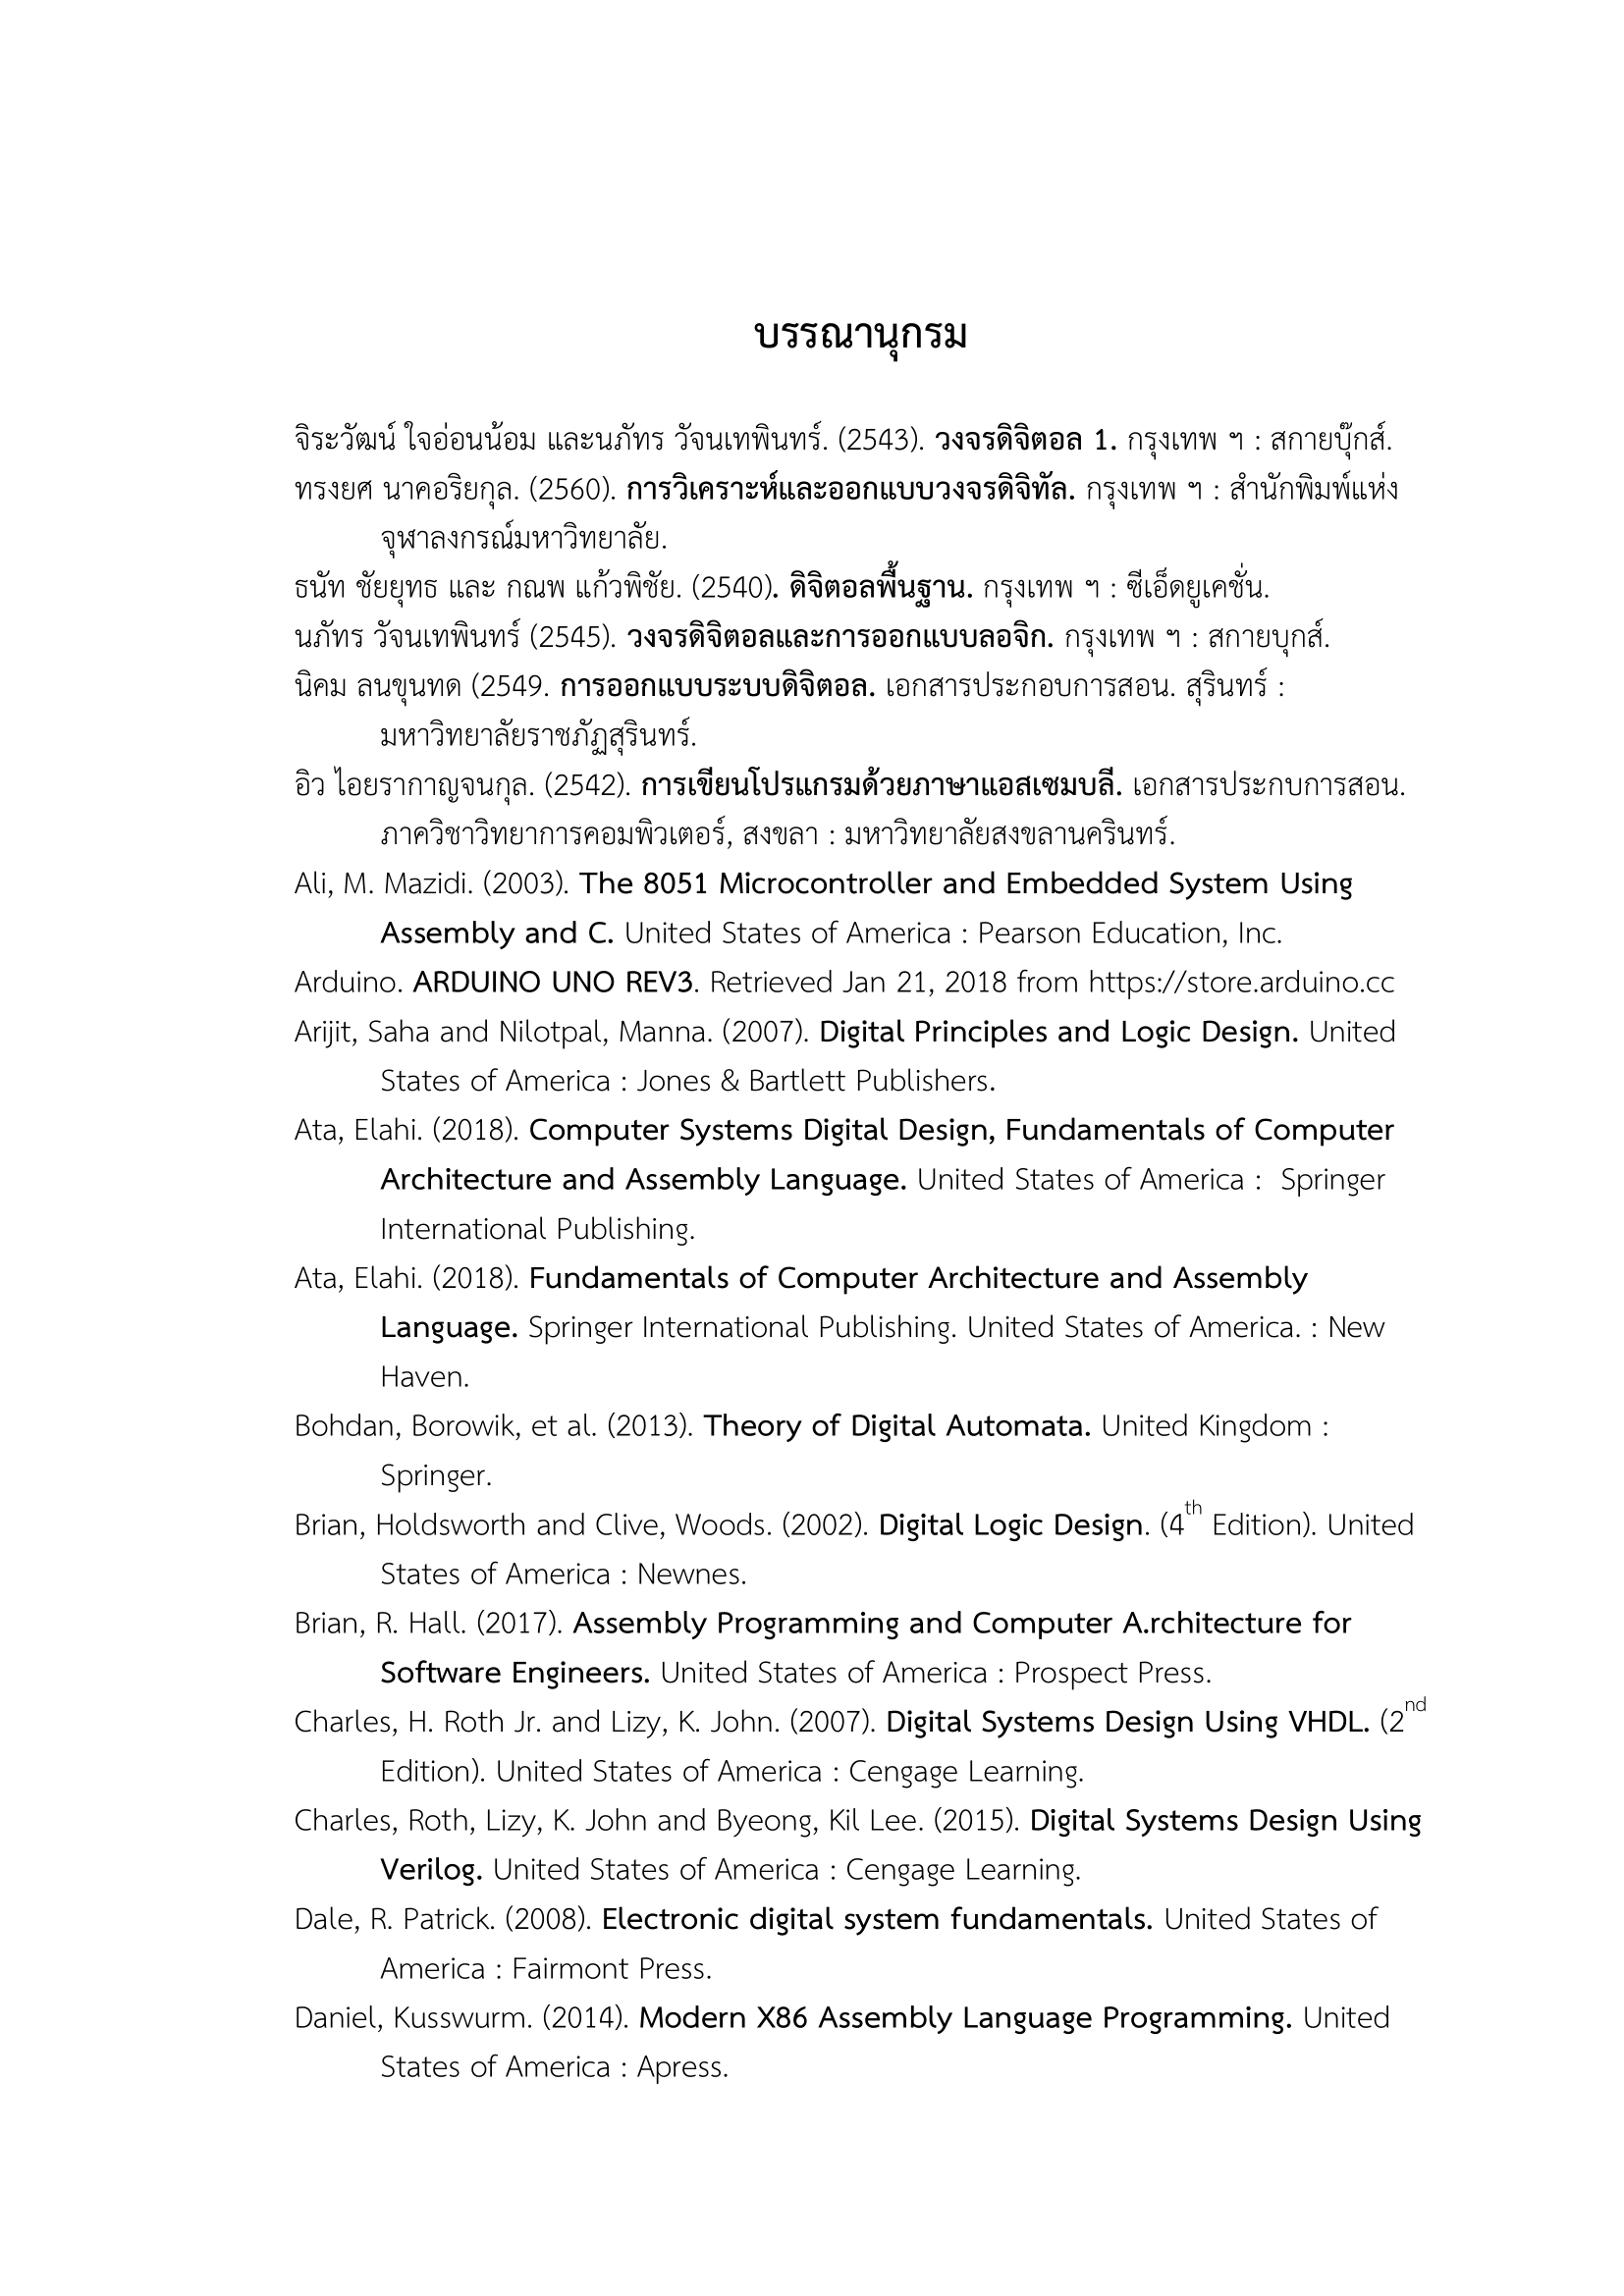 บรรณานุกรม
จิระวัฒน์ ใจอ่อนน้อม และนภัทร วัจนเทพินทร์. (2543). วงจรดิจิตอล 1. กรุงเทพ ฯ : สกายบุ๊กส์.
ทรงยศ นาคอริยกุล. (2560). การวิเคราะห์และออกแบบวงจรดิจิทัล. กรุงเทพ ฯ : สำนักพิมพ์แห่ง
จุฬาลงกรณ์มหาวิทยาลัย.
ธนัท ชัยยุทธ และ กณพ แก้วพิชัย. (2540). ดิจิตอลพื้นฐาน. กรุงเทพ ฯ : ซีเอ็ดยูเคชั่น.
นภัทร วัจนเทพินทร์ (2545). วงจรดิจิตอลและการออกแบบลอจิก. กรุงเทพ ฯ : สกายบุกส์.
นิคม ลนขุนทด (2549. การออกแบบระบบดิจิตอล. เอกสารประกอบการสอน. สุรินทร์ :
มหาวิทยาลัยราชภัฏสุรินทร์.
อิว ไอยรากาญจนกุล. (2542). การเขียนโปรแกรมด้วยภาษาแอสเซมบลี. เอกสารประกบการสอน.
ภาควิชาวิทยาการคอมพิวเตอร์, สงขลา : มหาวิทยาลัยสงขลานครินทร์.
Ali, M. Mazidi. (2003). The 8051 Microcontroller and Embedded System Using
Assembly and C. United States of America : Pearson Education, Inc.
Arduino. ARDUINO UNO REV3. Retrieved Jan 21, 2018 from https://store.arduino.cc
Arijit, Saha and Nilotpal, Manna. (2007). Digital Principles and Logic Design. United
States of America : Jones & Bartlett Publishers.
Ata, Elahi. (2018). Computer Systems Digital Design, Fundamentals of Computer
Architecture and Assembly Language. United States of America :  Springer
International Publishing.
Ata, Elahi. (2018). Fundamentals of Computer Architecture and Assembly
Language. Springer International Publishing. United States of America. : New
Haven.
Bohdan, Borowik, et al. (2013). Theory of Digital Automata. United Kingdom :
Springer.
Brian, Holdsworth and Clive, Woods. (2002). Digital Logic Design. (4th Edition). United
States of America : Newnes.
Brian, R. Hall. (2017). Assembly Programming and Computer A.rchitecture for
Software Engineers. United States of America : Prospect Press.
Charles, H. Roth Jr. and Lizy, K. John. (2007). Digital Systems Design Using VHDL. (2nd
Edition). United States of America : Cengage Learning.
Charles, Roth, Lizy, K. John and Byeong, Kil Lee. (2015). Digital Systems Design Using
Verilog. United States of America : Cengage Learning.
Dale, R. Patrick. (2008). Electronic digital system fundamentals. United States of
America : Fairmont Press.
Daniel, Kusswurm. (2014). Modern X86 Assembly Language Programming. United
States of America : Apress.